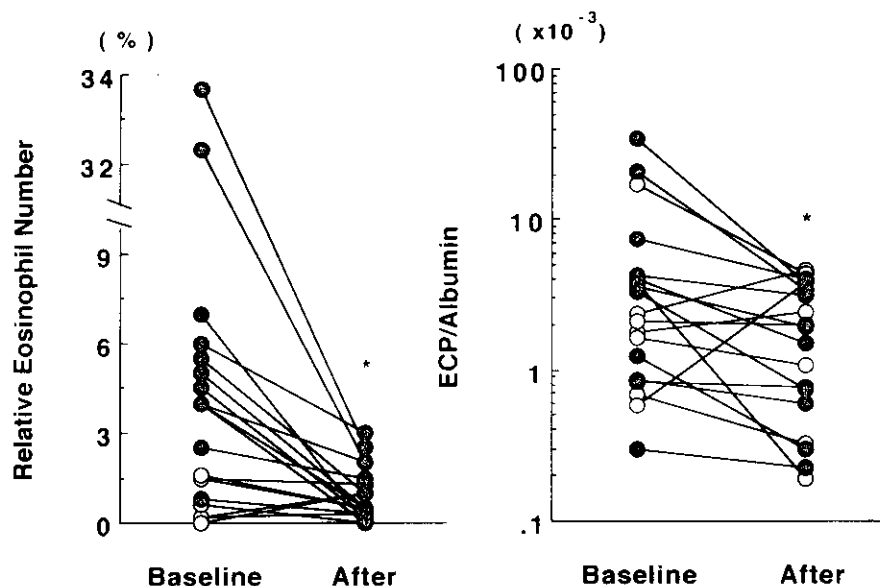 ( % )
34
32
9
6
3
0
Relative Eosinophil Number
*
Baseline After
( x10⁻³ )
100
10
1
.1
ECP/Albumin
*
Baseline After